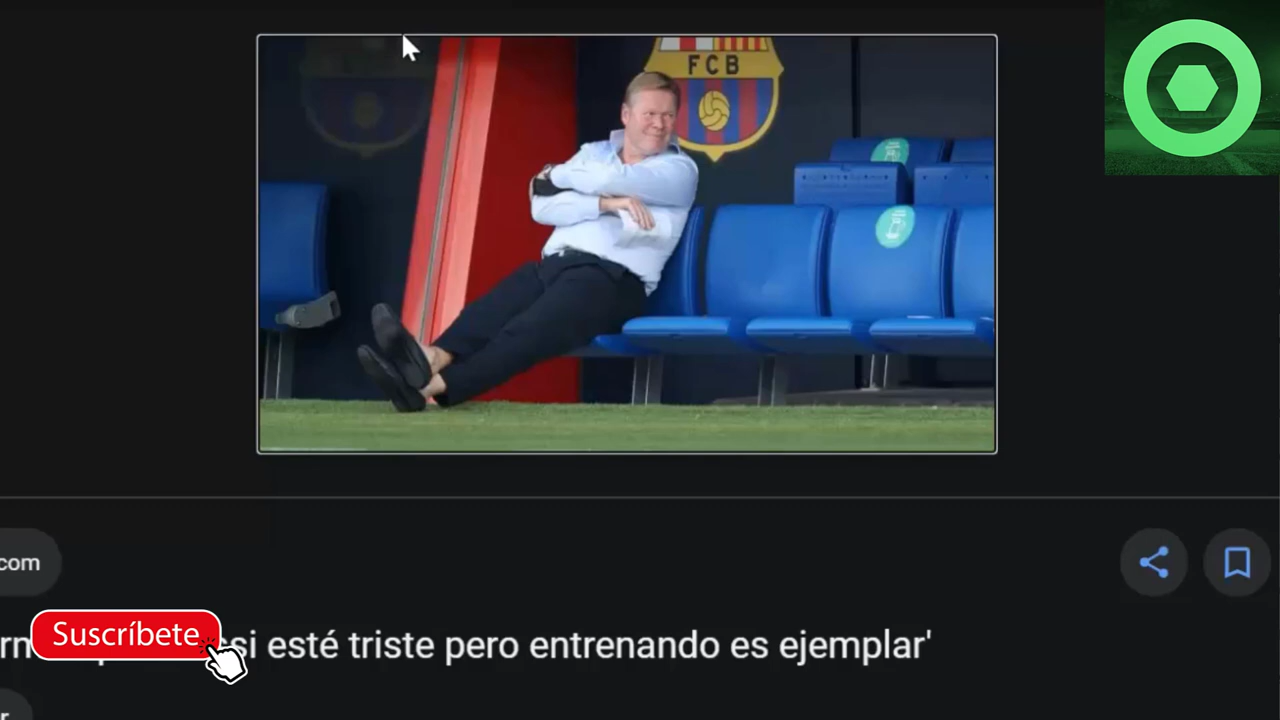 FCB
com
Suscríbete
si esté triste pero entrenando es ejemplar'